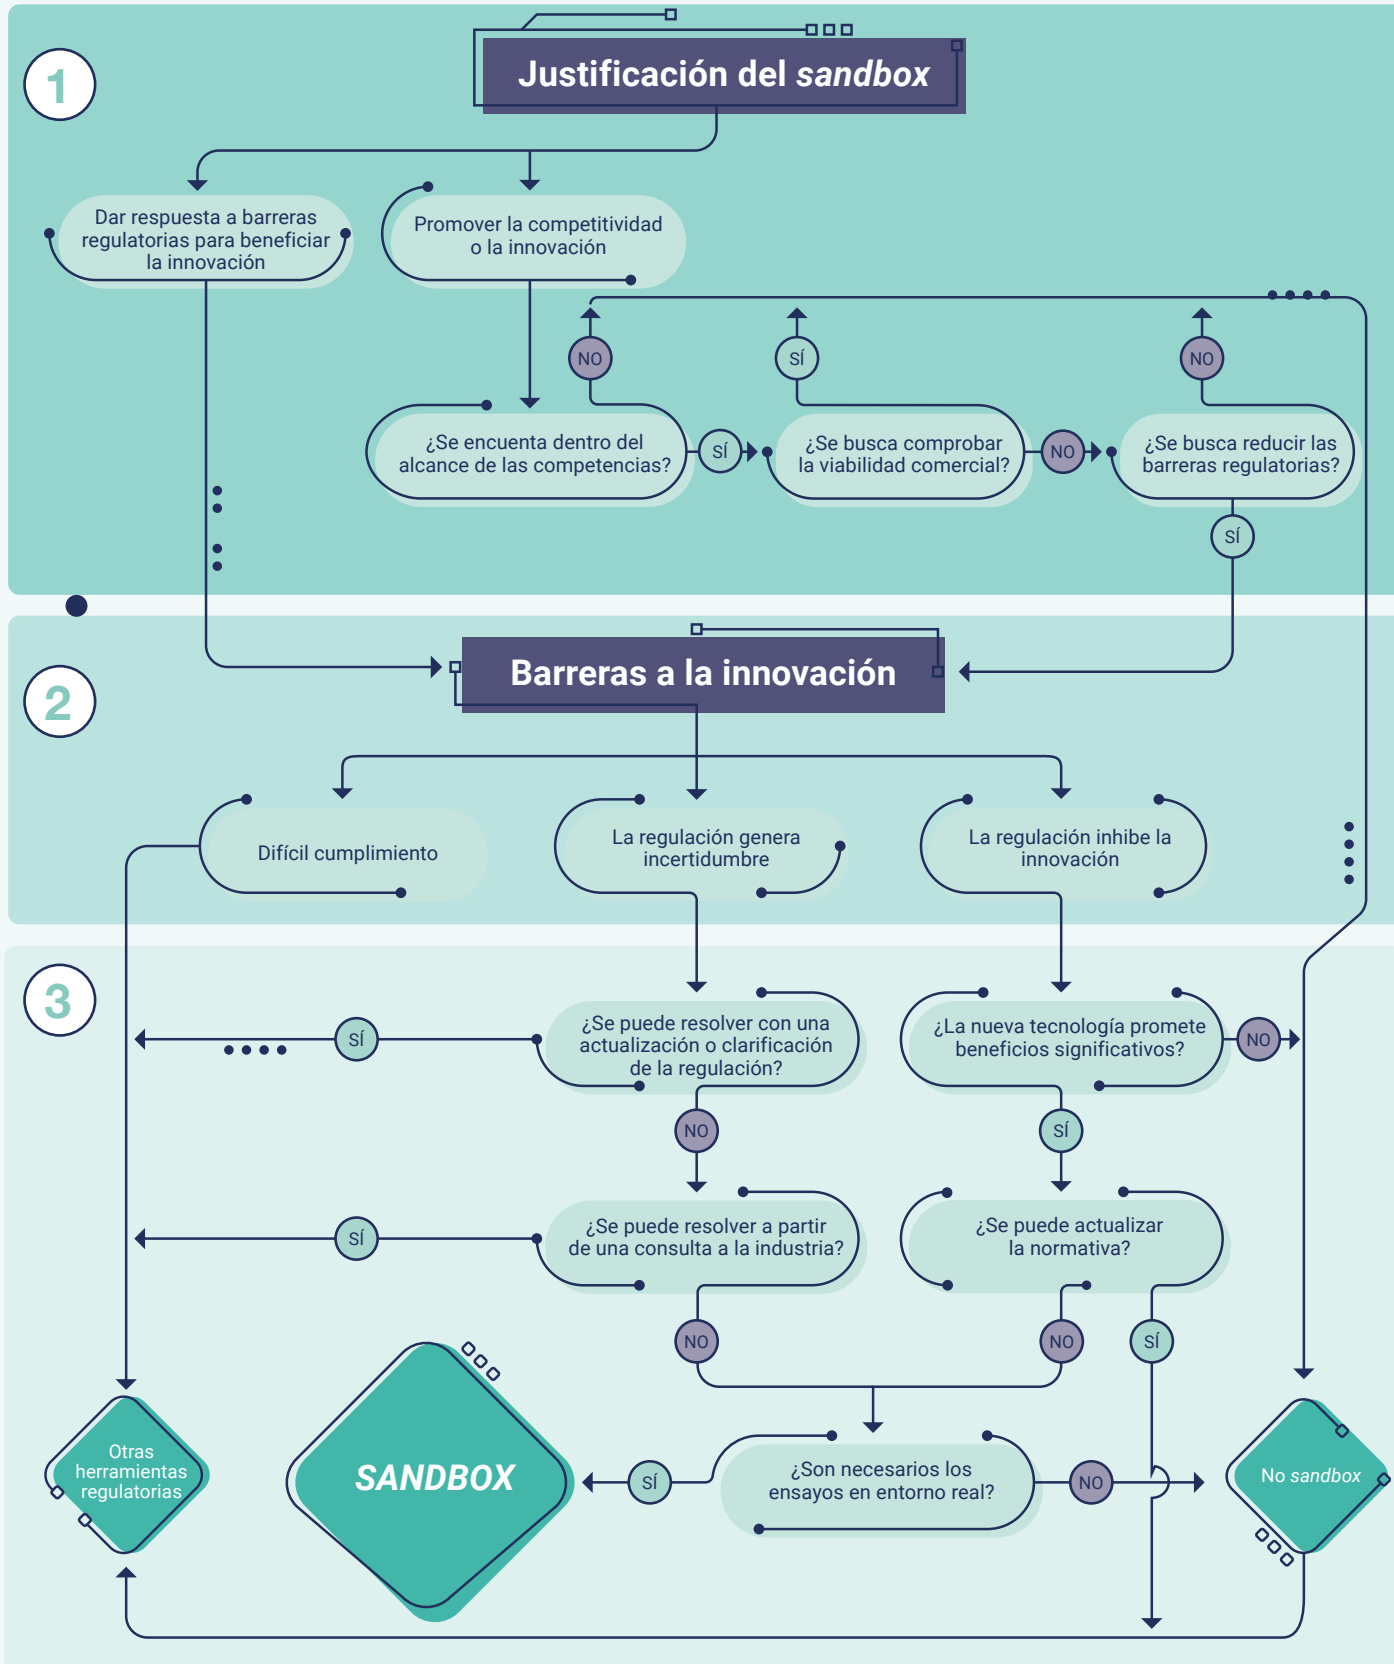 1
Justificación del sandbox
Dar respuesta a barreras
regulatorias para beneficiar
la innovación
Promover la competitividad
o la innovación
NO
SÍ
NO
¿Se encuenta dentro del
alcance de las competencias?
SÍ
¿Se busca comprobar
la viabilidad comercial?
NO
¿Se busca reducir las
barreras regulatorias?
SÍ
2
Barreras a la innovación
Difícil cumplimiento
La regulación genera
incertidumbre
La regulación inhibe la
innovación
3
SÍ
¿Se puede resolver con una
actualización o clarificación
de la regulación?
¿La nueva tecnología promete
beneficios significativos?
NO
NO
SÍ
SÍ
¿Se puede resolver a partir
de una consulta a la industria?
¿Se puede actualizar
la normativa?
NO
NO
SÍ
Otras
herramientas
regulatorias
SANDBOX
SÍ
¿Son necesarios los
ensayos en entorno real?
NO
No sandbox